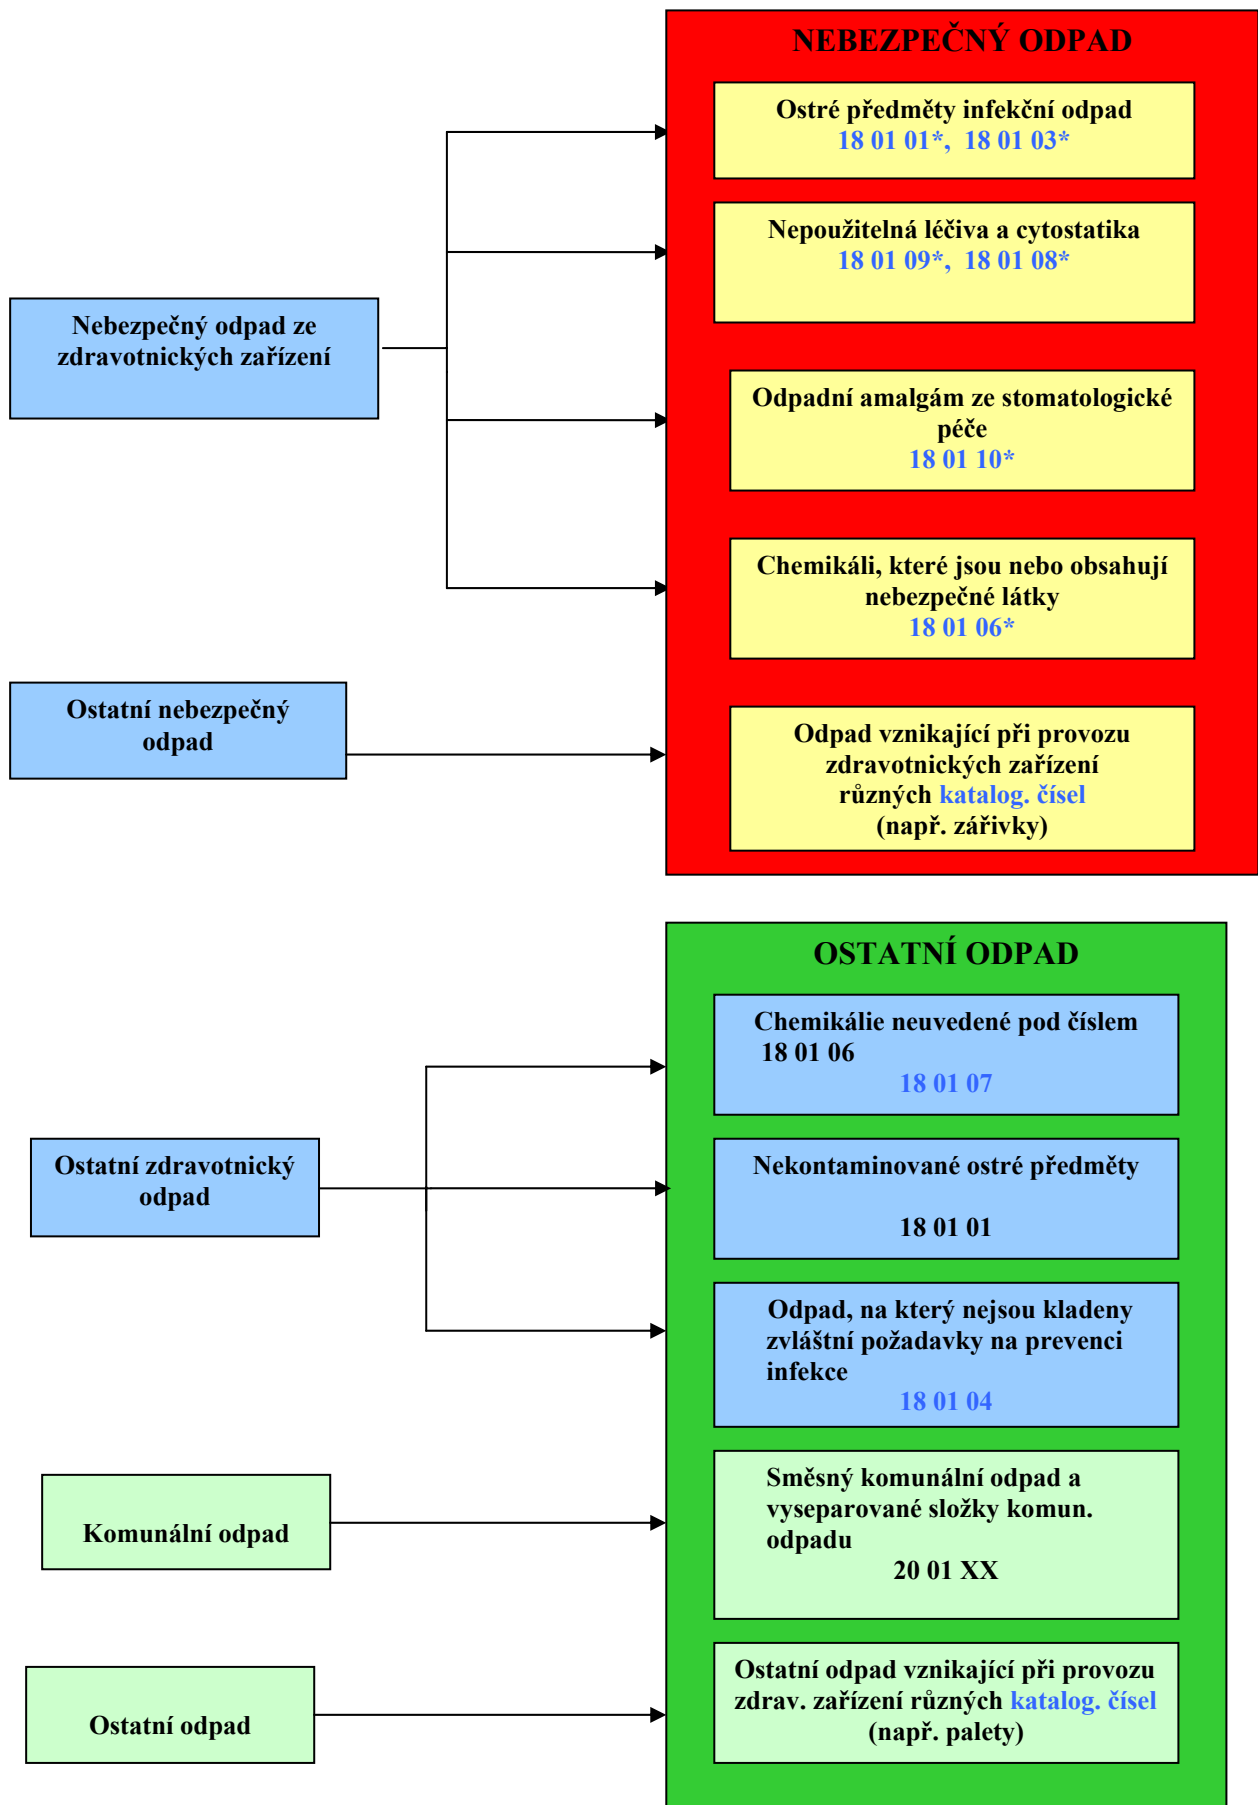 NEBEZPEČNÝ ODPAD
Ostré předměty infekční odpad
18 01 01*, 18 01 03*
Nepoužitelná léčiva a cytostatika
18 01 09*, 18 01 08*
Nebezpečný odpad ze
zdravotnických zařízení
Odpadní amalgám ze stomatologické
péče
18 01 10*
Chemikáli, které jsou nebo obsahují
nebezpečné látky
18 01 06*
Ostatní nebezpečný
odpad
Odpad vznikající při provozu
zdravotnických zařízení
různých katalog. čísel
(např. zářivky)
OSTATNÍ ODPAD
Chemikálie neuvedené pod číslem
18 01 06
18 01 07
Ostatní zdravotnický
odpad
Nekontaminované ostré předměty
18 01 01
Odpad, na který nejsou kladeny
zvláštní požadavky na prevenci
infekce
18 01 04
Komunální odpad
Směsný komunální odpad a
vyseparované složky komun.
odpadu
20 01 XX
Ostatní odpad
Ostatní odpad vznikající při provozu
zdrav. zařízení různých katalog. čísel
(např. palety)